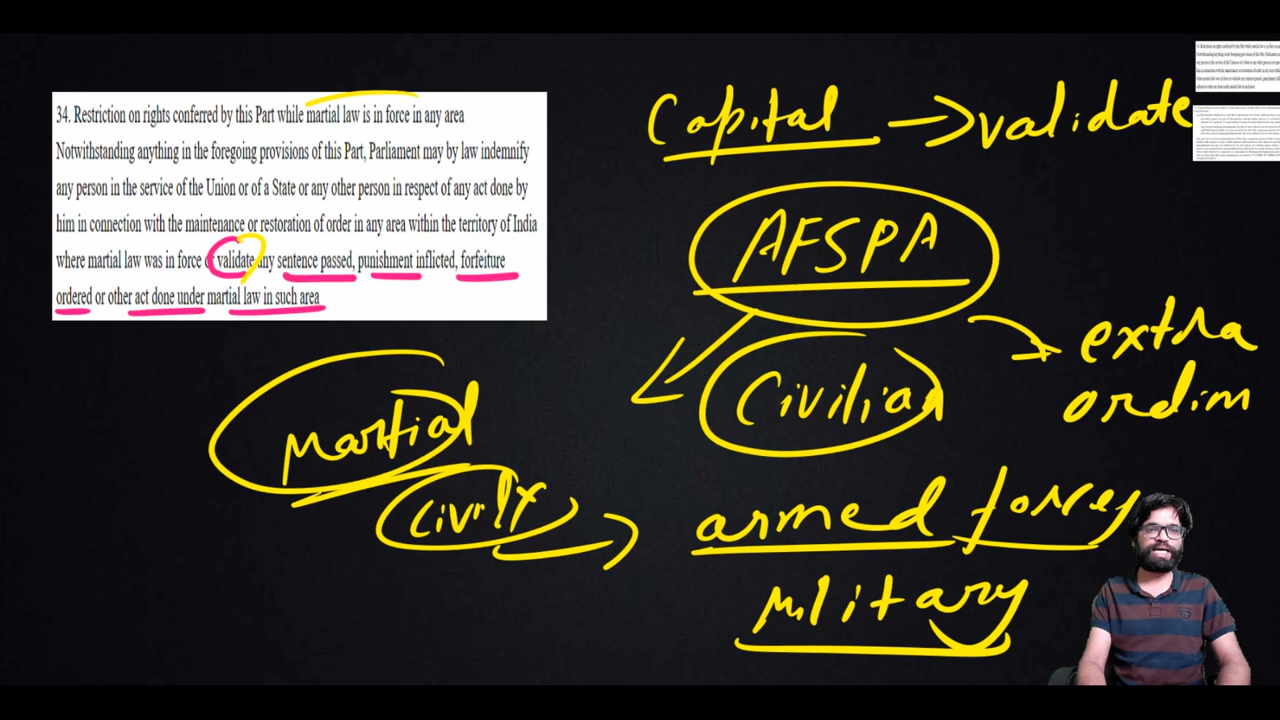 34. Restriction on rights conferred by this Part while martial law is in force in any area
Notwithstanding anything in the foregoing provisions of this Part, Parliament may by law indemnify
any person in the service of the Union or of a State or any other person in respect of any act done by
him in connection with the maintenance or restoration of order in any area within the territory of India
where martial law was in force or validate any sentence passed, punishment inflicted, forfeiture
ordered or other act done under martial law in such area
Capital → validate
AFSPA
extra
ordin
Civilian
Martial
armed forces
military